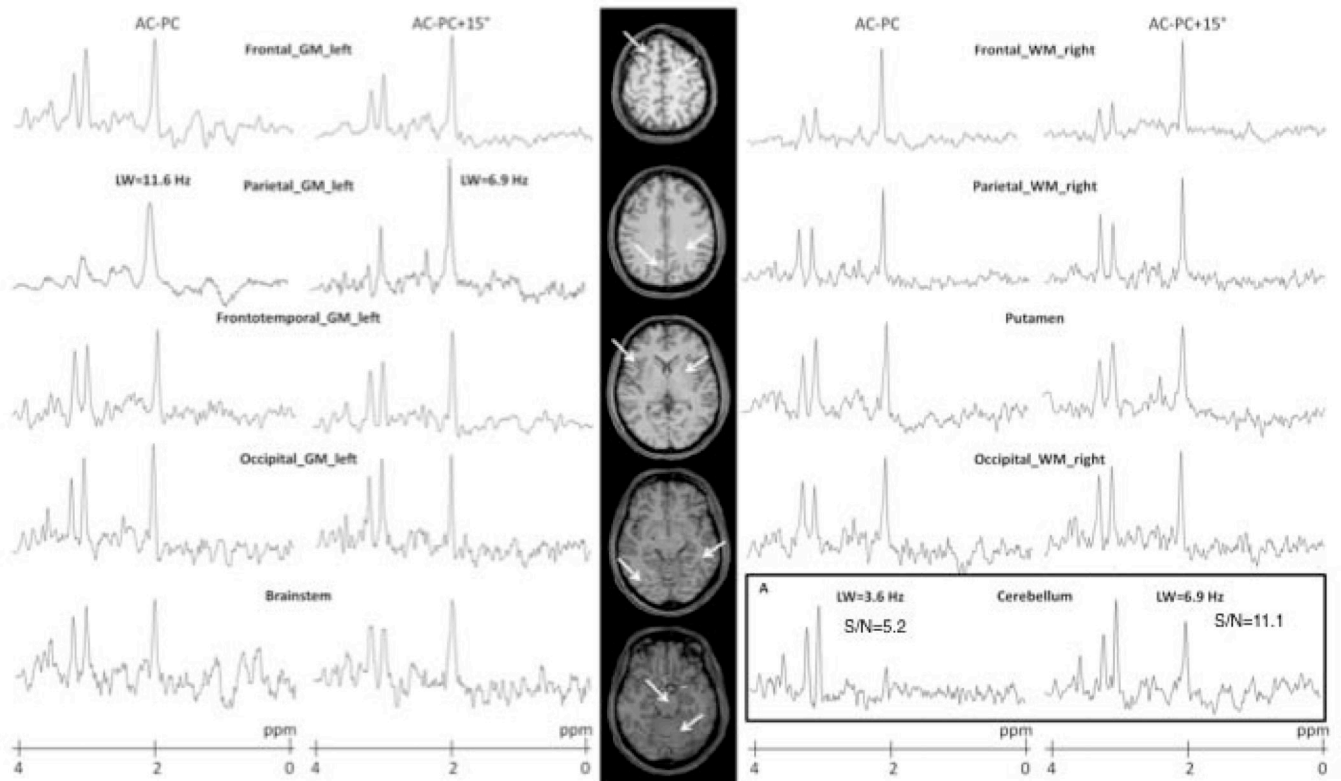 AC-PC AC-PC+15° AC-PC AC-PC+15°
Frontal_GM_left Frontal_WM_right
LW=11.6 Hz Parietal_GM_left LW=6.9 Hz Parietal_WM_right
Frontotemporal_GM_left Putamen
Occipital_GM_left Occipital_WM_right
Brainstem A LW=3.6 Hz Cerebellum LW=6.9 Hz
S/N=5.2 S/N=11.1
ppm ppm ppm ppm
4 2 0 4 2 0 4 2 0 4 2 0